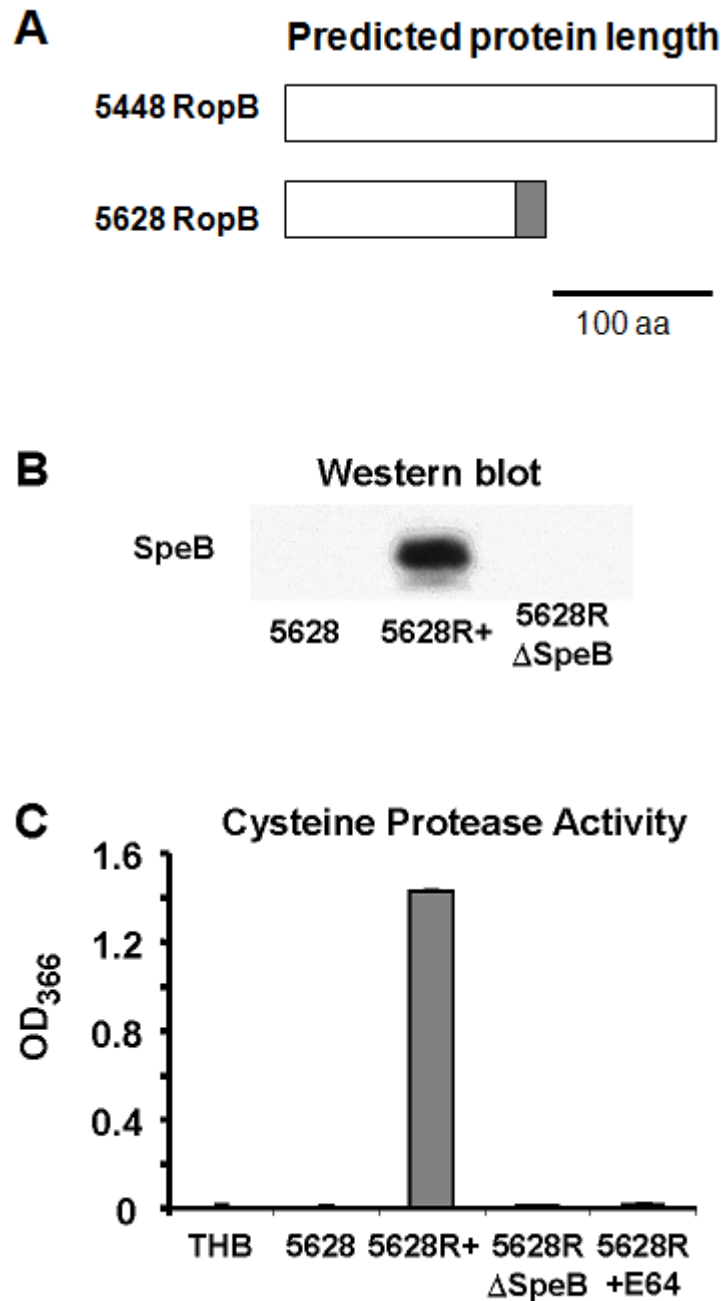 A
Predicted protein length
5448 RopB
5628 RopB
100 aa
B
Western blot
SpeB
5628
5628R+
5628R
ΔSpeB
C
Cysteine Protease Activity
OD366
1.6
1.2
0.8
0.4
0
THB
5628
5628R+
5628R
ΔSpeB
5628R
+E64